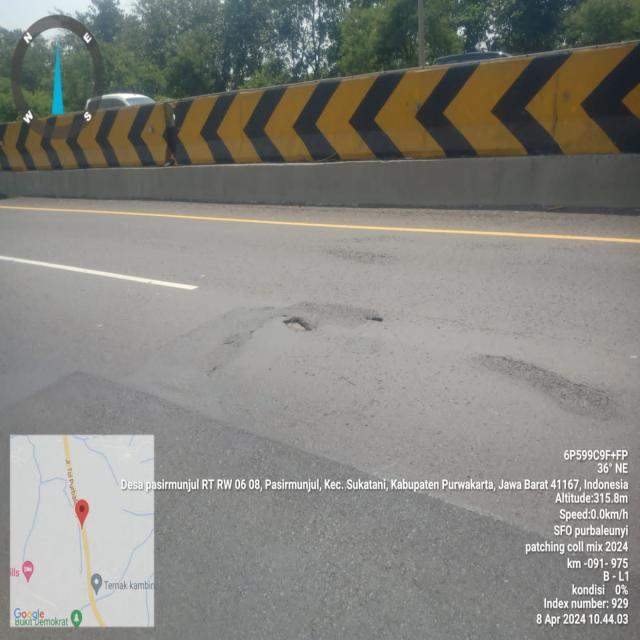 N
E
W
S
6P599C9F+FP
36° NE
Desa pasirmunjul RT RW 06 08, Pasirmunjul, Kec. Sukatani, Kabupaten Purwakarta, Jawa Barat 41167, Indonesia
Altitude:315.8m
Speed:0.0km/h
SFO purbaleunyi
patching coll mix 2024
km -091- 975
B - L1
kondisi 0%
Index number: 929
8 Apr 2024 10.44.03
ills
Ternak kambin
Google
Bukit Demokrat